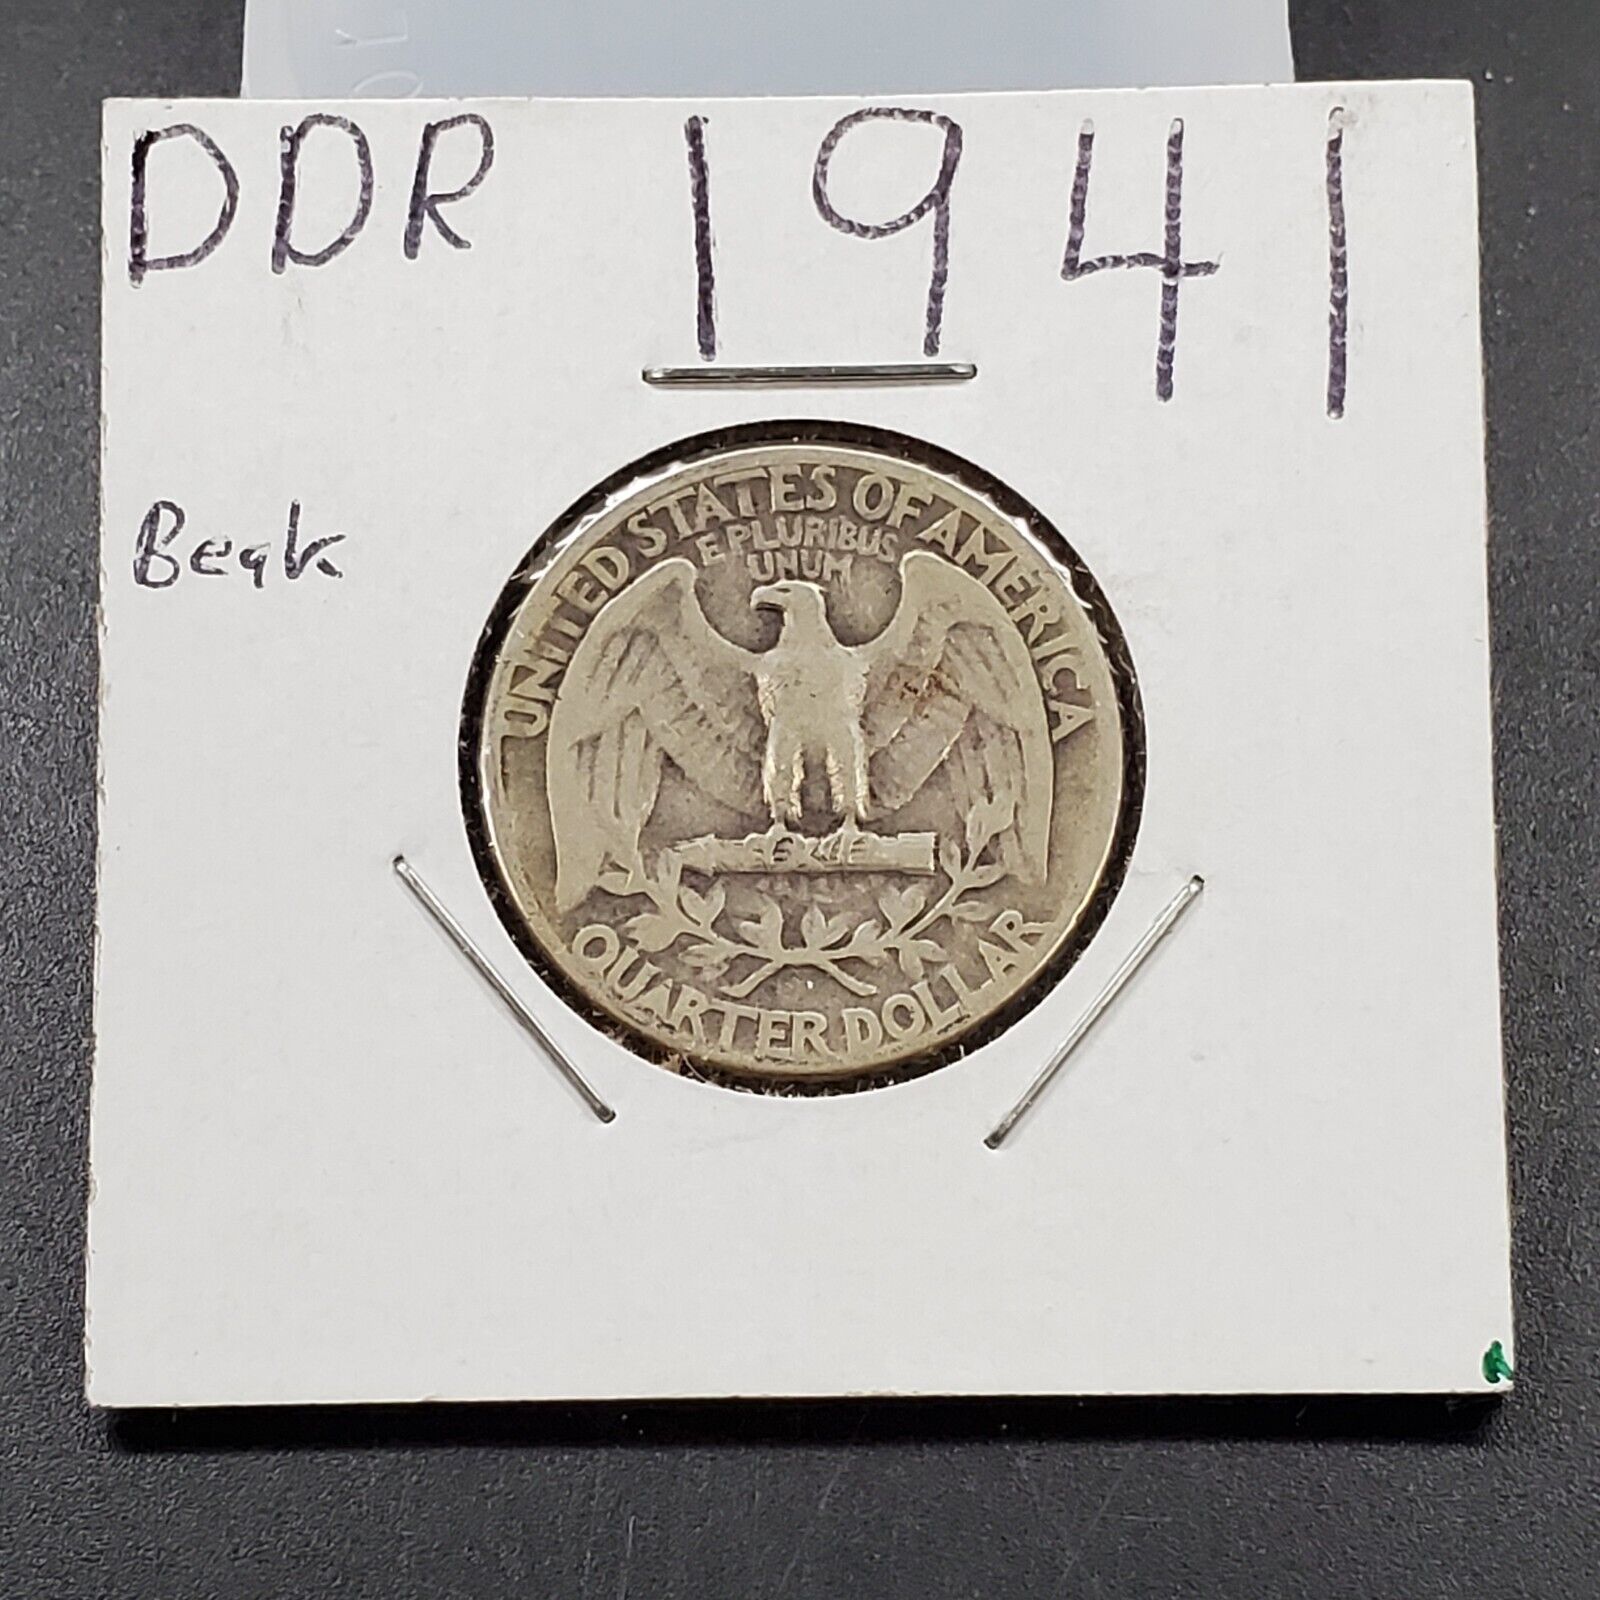 DDR 1941
Beak
UNITED STATES OF AMERICA
E PLURIBUS
UNUM
QUARTER DOLLAR